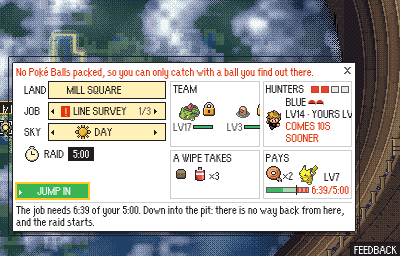 No Poké Balls packed, so you can only catch with a ball you find out there.
X
LAND MILL SQUARE
JOB ! LINE SURVEY 1/3
SKY DAY
RAID 5:00
JUMP IN
TEAM
LV17 LV3
A WIPE TAKES
×3
HUNTERS
BLUE
LV14 · YOURS LV
COMES 10S
SOONER
PAYS
×2 LV7
6:39/5:00
The job needs 6:39 of your 5:00. Down into the pit: there is no way back from here,
and the raid starts.
FEEDBACK